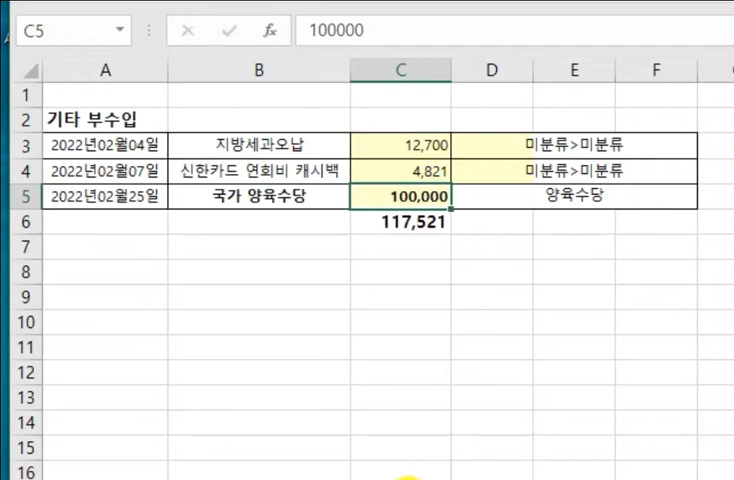 C5 fx 100000
A B C D E F
1
2 기타 부수입
3 2022년02월04일 지방세과오납 12,700 미분류>미분류
4 2022년02월07일 신한카드 연회비 캐시백 4,821 미분류>미분류
5 2022년02월25일 국가 양육수당 100,000 양육수당
6 117,521
7
8
9
10
11
12
13
14
15
16